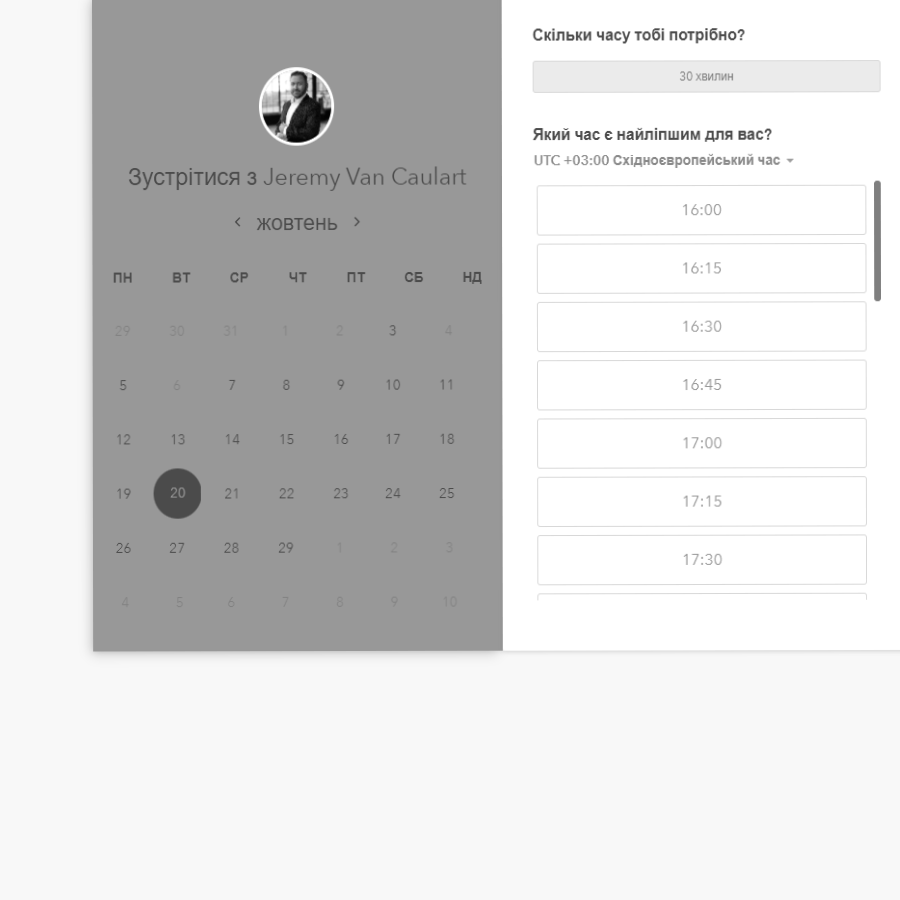 Зустрітися з Jeremy Van Caulart
жовтень
ПН ВТ СР ЧТ ПТ СБ НД
29 30 31 1 2 3 4
5 6 7 8 9 10 11
12 13 14 15 16 17 18
19 20 21 22 23 24 25
26 27 28 29 1 2 3
4 5 6 7 8 9 10
Скільки часу тобі потрібно?
30 хвилин
Який час є найліпшим для вас?
UTC +03:00 Східноєвропейський час
16:00
16:15
16:30
16:45
17:00
17:15
17:30